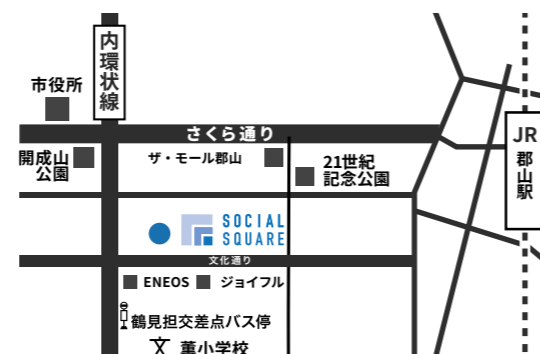 内環状線
市役所
さくら通り
JR
郡山駅
開成山
公園
ザ・モール郡山
21世紀
記念公園
SOCIAL
SQUARE
文化通り
ENEOS
ジョイフル
鶴見担交差点バス停
薫小学校